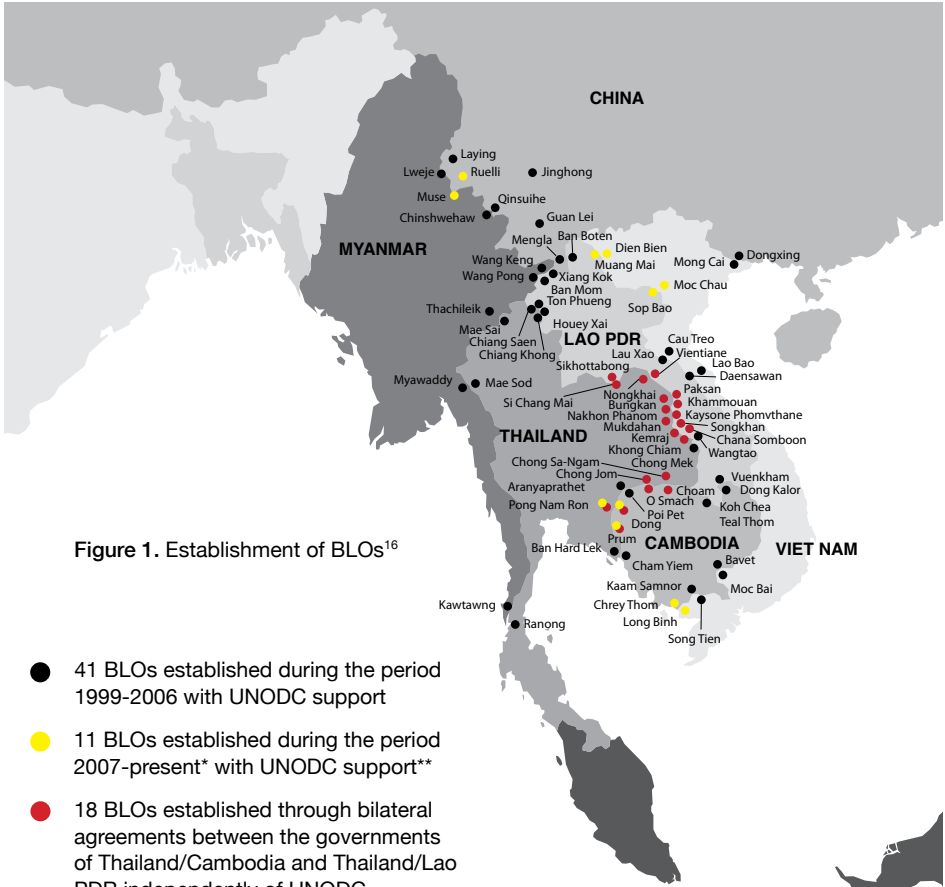 CHINA
Laying
Lweje
Ruelli
Jinghong
Muse
Qinsuihe
Chinshwehaw
Guan Lei
MYANMAR
Mengla
Ban Boten
Dien Bien
Muang Mai
Mong Cai
Dongxing
Wang Keng
Wang Pong
Xiang Kok
Ban Mom
Moc Chau
Sop Bao
Ton Phueng
Thachileik
Mae Sai
Houey Xai
Chiang Saen
Chiang Khong
LAO PDR
Cau Treo
Lau Xao
Vientiane
Sikhottabong
Lao Bao
Daensawan
Myawaddy
Mae Sod
Si Chang Mai
Nongkhai
Paksan
Bungkan
Khammouan
Nakhon Phanom
Kaysone Phomvthane
Mukdahan
Songkhan
THAILAND
Kemraj
Chana Somboon
Khong Chiam
Wangtao
Chong Mek
Chong Sa-Ngam
Chong Jom
Aranyaprathet
Vuenkham
Choam
Dong Kalor
O Smach
Pong Nam Ron
Poi Pet
Koh Chea
Teal Thom
Dong
Prum
CAMBODIA
VIET NAM
Ban Hard Lek
Cham Yiem
Bavet
Moc Bai
Kaam Samnor
Chrey Thom
Long Binh
Song Tien
Kawtawng
Ranong
Figure 1. Establishment of BLOs16
41 BLOs established during the period
1999-2006 with UNODC support
11 BLOs established during the period
2007-present* with UNODC support**
18 BLOs established through bilateral
agreements between the governments
of Thailand/Cambodia and Thailand/Lao
PDR independently of UNODC